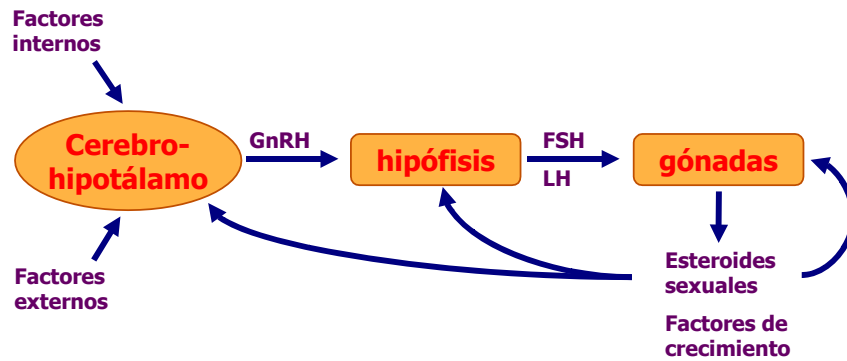 Factores
internos
Cerebro-
hipotálamo
GnRH
hipófisis
FSH
LH
gónadas
Factores
externos
Esteroides
sexuales
Factores de
crecimiento